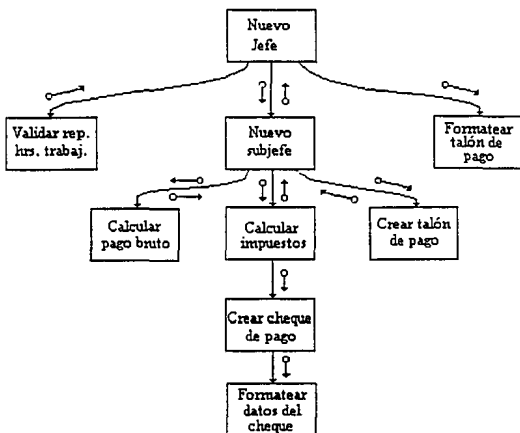 Nuevo
Jefe
Validar rep.
hrs. trabaj.
Nuevo
subjefe
Formatear
talón de
pago
Calcular
pago bruto
Calcular
impuestos
Crear talón
de pago
Crear cheque
de pago
Formatear
datos del
cheque